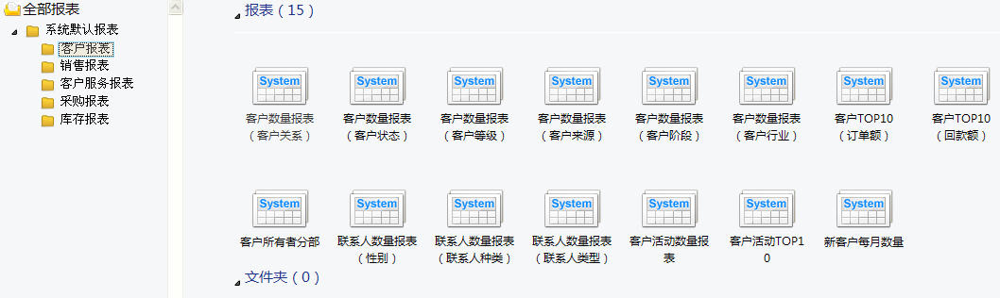 全部报表
系统默认报表
客户报表
销售报表
客户服务报表
采购报表
库存报表
报表（15）
System System System System System System System System
客户数量报表 客户数量报表 客户数量报表 客户数量报表 客户数量报表 客户数量报表 客户TOP10 客户TOP10
（客户关系） （客户状态） （客户等级） （客户来源） （客户阶段） （客户行业） （订单额） （回款额）
System System System System System System System
客户所有者分部 联系人数量报表 联系人数量报表 联系人数量报表 客户活动数量报 客户活动TOP1 新客户每月数量
（性别） （联系人种类） （联系人类型） 表 0
文件夹（0）